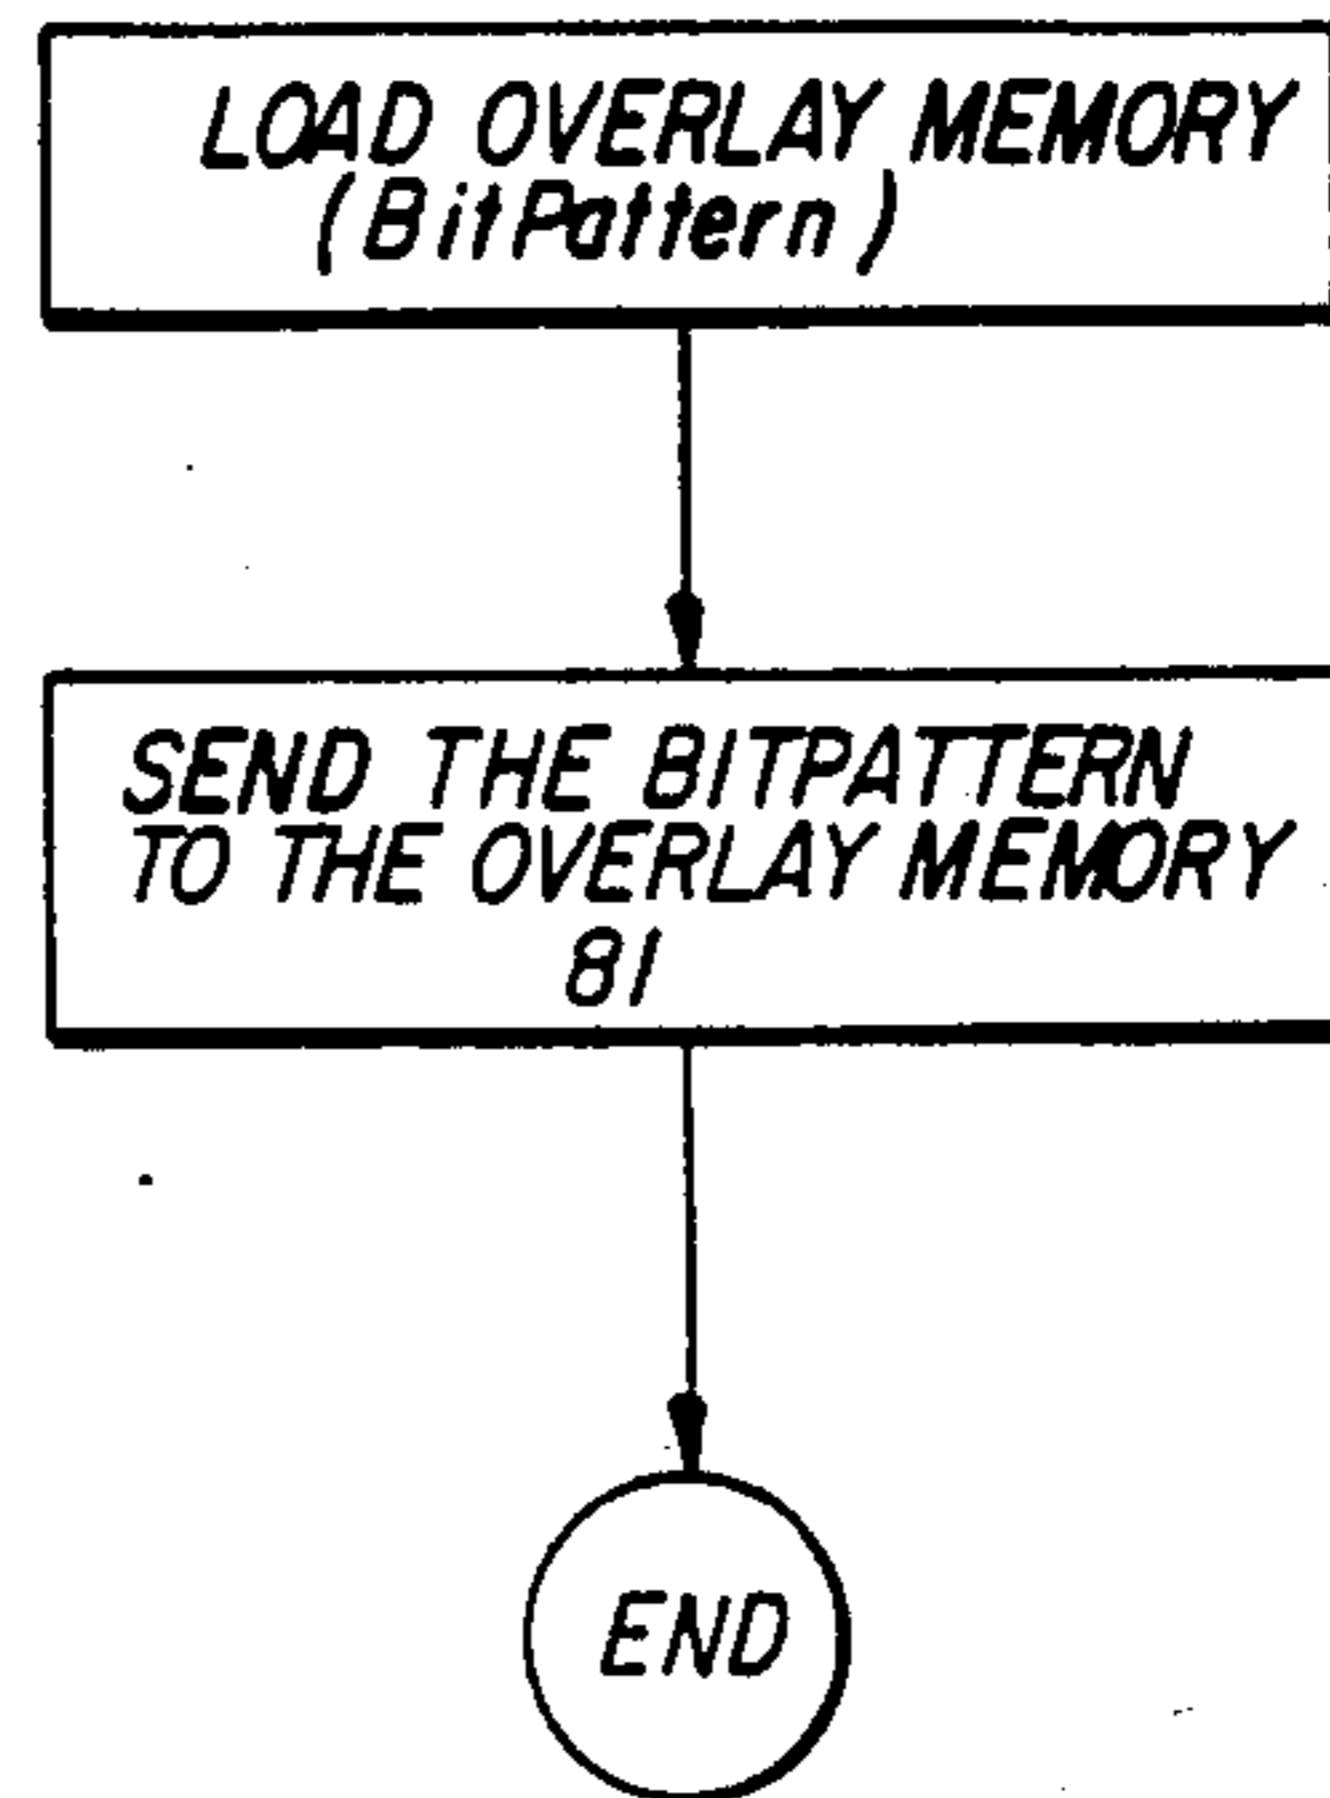 LOAD OVERLAY MEMORY
(BitPattern)
SEND THE BITPATTERN
TO THE OVERLAY MEMORY
81
END